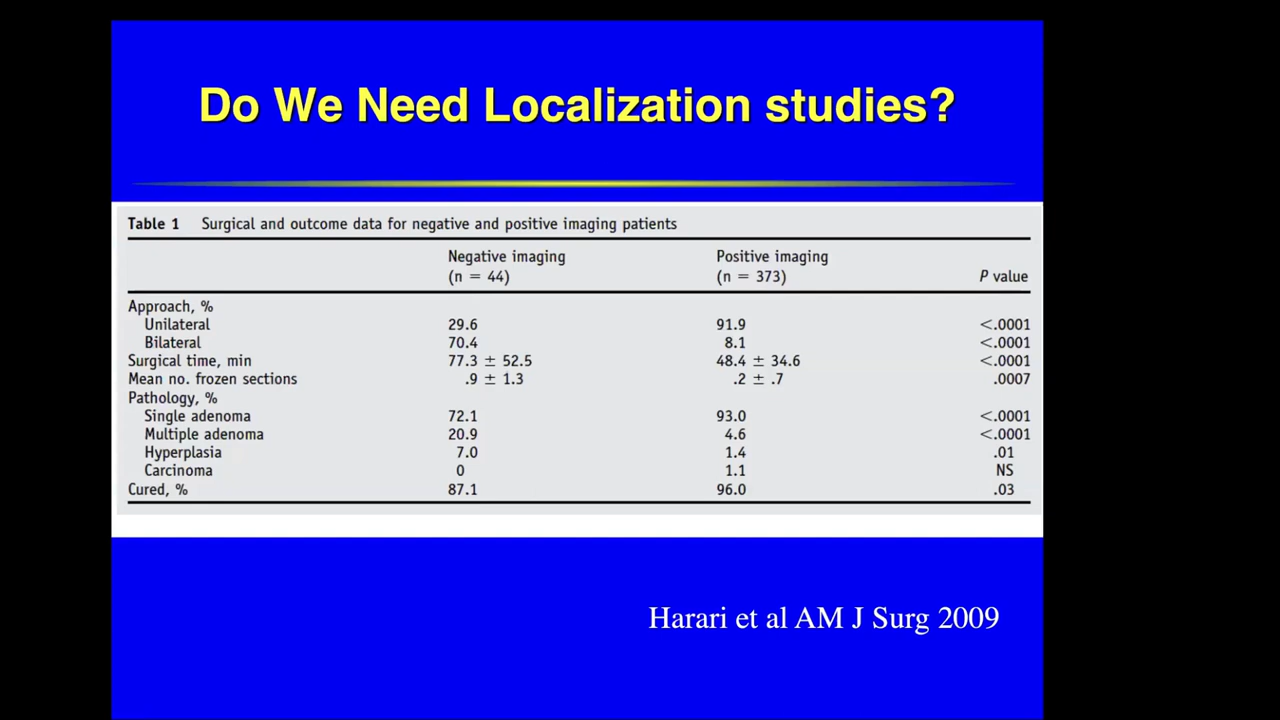 Do We Need Localization studies?
Table 1 Surgical and outcome data for negative and positive imaging patients
Negative imaging Positive imaging
(n = 44) (n = 373) P value
Approach, %
Unilateral 29.6 91.9 <.0001
Bilateral 70.4 8.1 <.0001
Surgical time, min 77.3 ± 52.5 48.4 ± 34.6 <.0001
Mean no. frozen sections .9 ± 1.3 .2 ± .7 .0007
Pathology, %
Single adenoma 72.1 93.0 <.0001
Multiple adenoma 20.9 4.6 <.0001
Hyperplasia 7.0 1.4 .01
Carcinoma 0 1.1 NS
Cured, % 87.1 96.0 .03
Harari et al AM J Surg 2009